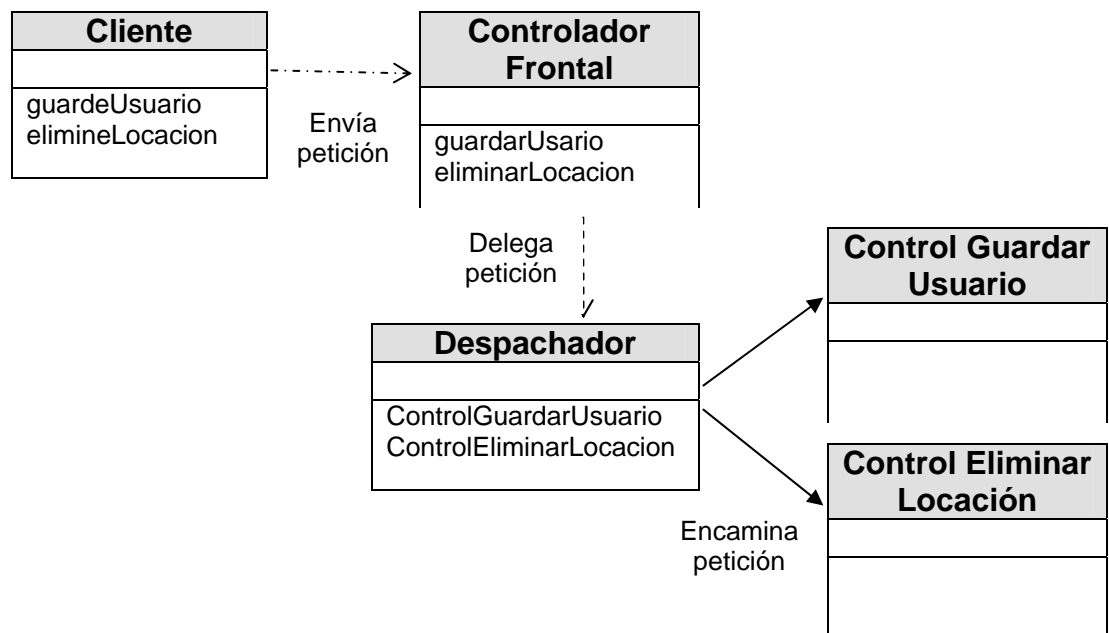 Cliente
guardeUsuario
elimineLocacion
Envía
petición
Controlador
Frontal
guardarUsario
eliminarLocacion
Delega
petición
Despachador
ControlGuardarUsuario
ControlEliminarLocacion
Control Guardar
Usuario
Encamina
petición
Control Eliminar
Locación